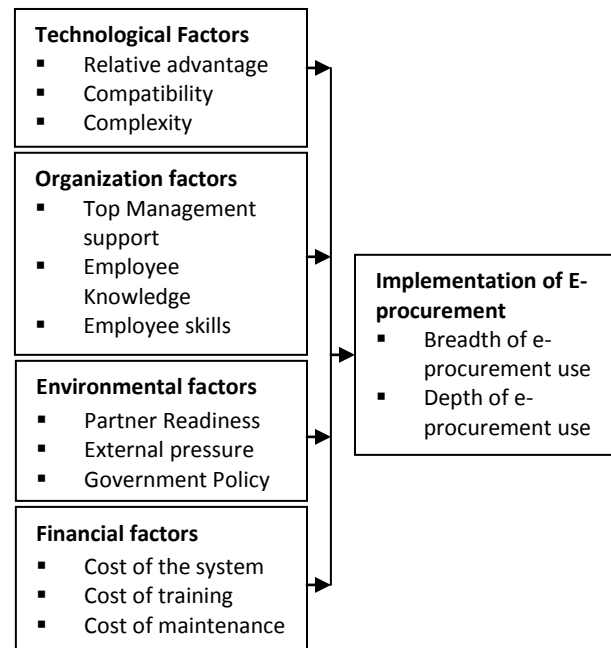 Technological Factors
▪ Relative advantage
▪ Compatibility
▪ Complexity
Organization factors
▪ Top Management
support
▪ Employee
Knowledge
▪ Employee skills
Environmental factors
▪ Partner Readiness
▪ External pressure
▪ Government Policy
Financial factors
▪ Cost of the system
▪ Cost of training
▪ Cost of maintenance
Implementation of E-
procurement
▪ Breadth of e-
procurement use
▪ Depth of e-
procurement use